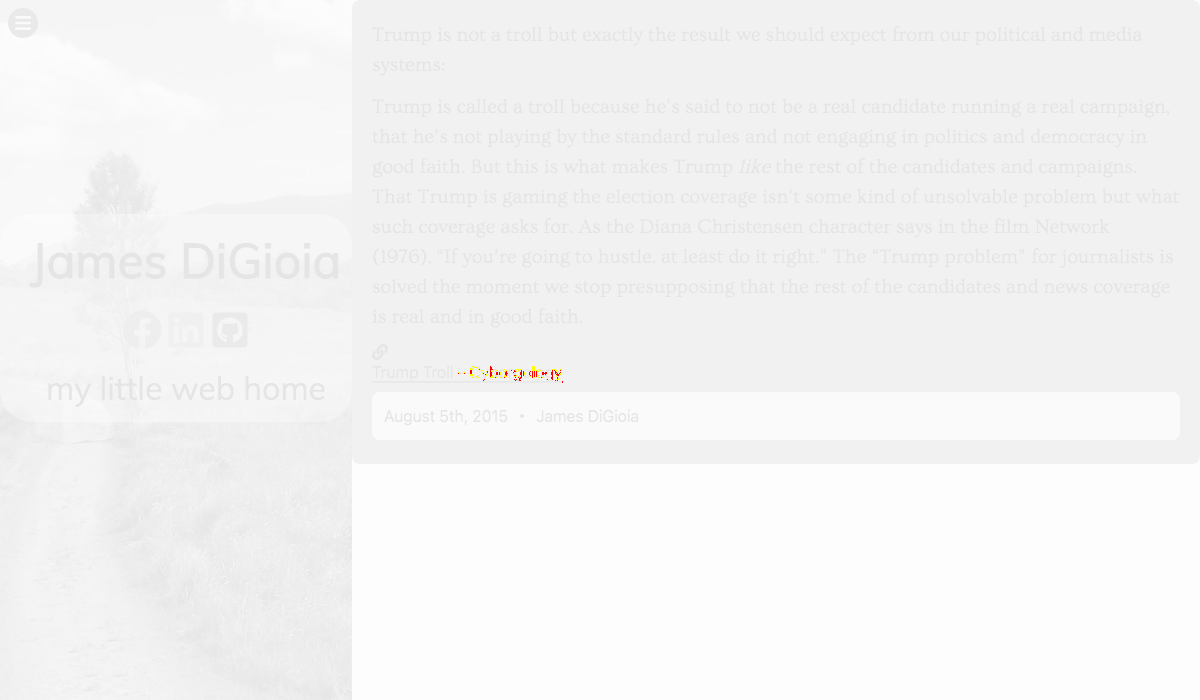 James DiGioia
my little web home
Trump is not a troll but exactly the result we should expect from our political and media
systems:
Trump is called a troll because he's said to not be a real candidate running a real campaign,
that he's not playing by the standard rules and not engaging in politics and democracy in
good faith. But this is what makes Trump like the rest of the candidates and campaigns.
That Trump is gaming the election coverage isn't some kind of unsolvable problem but what
such coverage asks for. As the Diana Christensen character says in the film Network
(1976), "If you're going to hustle, at least do it right." The "Trump problem" for journalists is
solved the moment we stop presupposing that the rest of the candidates and news coverage
is real and in good faith.
Trump Troll - Cyborgology
August 5th, 2015 • James DiGioia